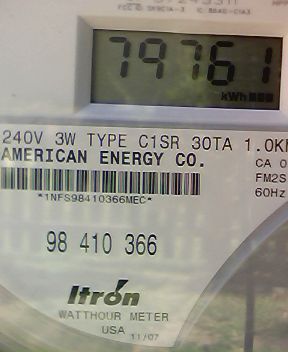 79761
kWh
240V 3W TYPE C1SR 30TA 1.0K
AMERICAN ENERGY CO.
CA 0
FM2S
60Hz
*1NFS98410366MEC*
98 410 366
Itron
WATTHOUR METER
USA 11/07